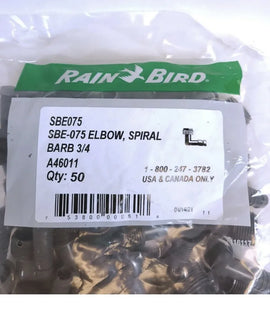 RAIN BIRD
SBE075
SBE-075 ELBOW, SPIRAL
BARB 3/4
A46011
Qty: 50
1 - 800 - 247 - 3782
USA & CANADA ONLY